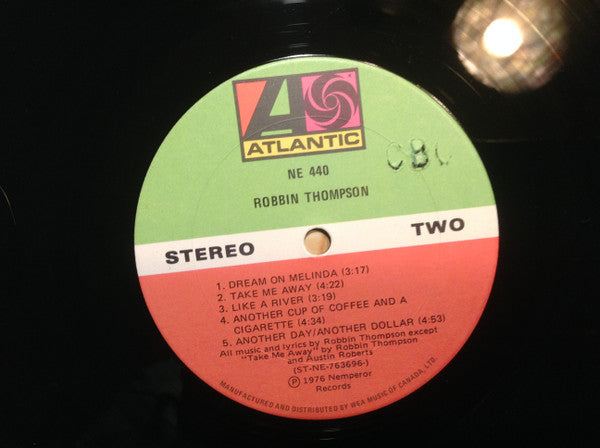 ATLANTIC
NE 440
ROBBIN THOMPSON
CBC
STEREO TWO
1. DREAM ON MELINDA (3:17)
2. TAKE ME AWAY (4:22)
3. LIKE A RIVER (3:19)
4. ANOTHER CUP OF COFFEE AND A
CIGARETTE (4:34)
5. ANOTHER DAY/ANOTHER DOLLAR (4:53)
All music and lyrics by Robbin Thompson except
"Take Me Away" by Robbin Thompson
and Austin Roberts
(ST-NE-763696-)
Ⓟ 1976 Nemperor
Records
MANUFACTURED AND DISTRIBUTED BY WEA MUSIC OF CANADA, LTD.